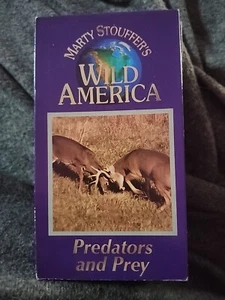 MARTY STOUFFER'S
WILD
AMERICA
Predators
and Prey